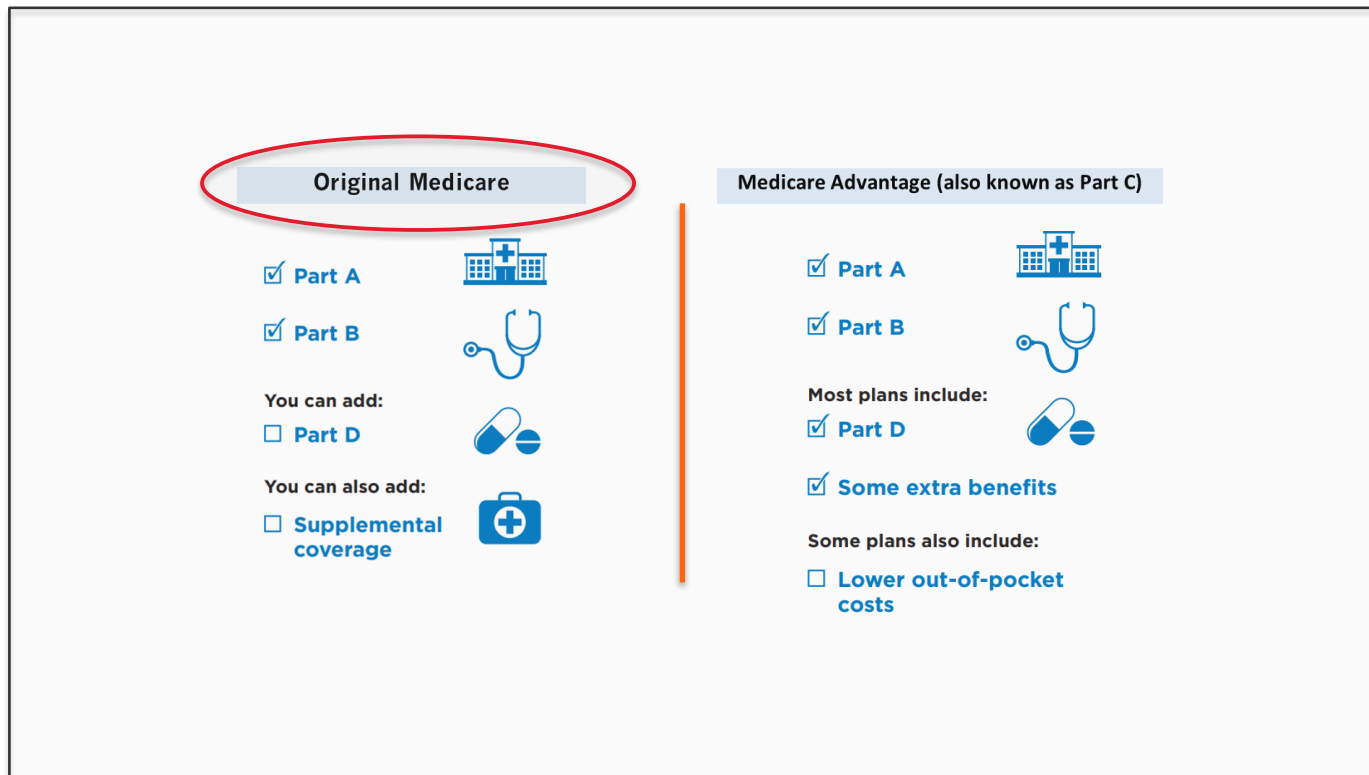 Original Medicare
Part A
Part B
You can add:
Part D
You can also add:
Supplemental
coverage
Medicare Advantage (also known as Part C)
Part A
Part B
Most plans include:
Part D
Some extra benefits
Some plans also include:
Lower out-of-pocket
costs